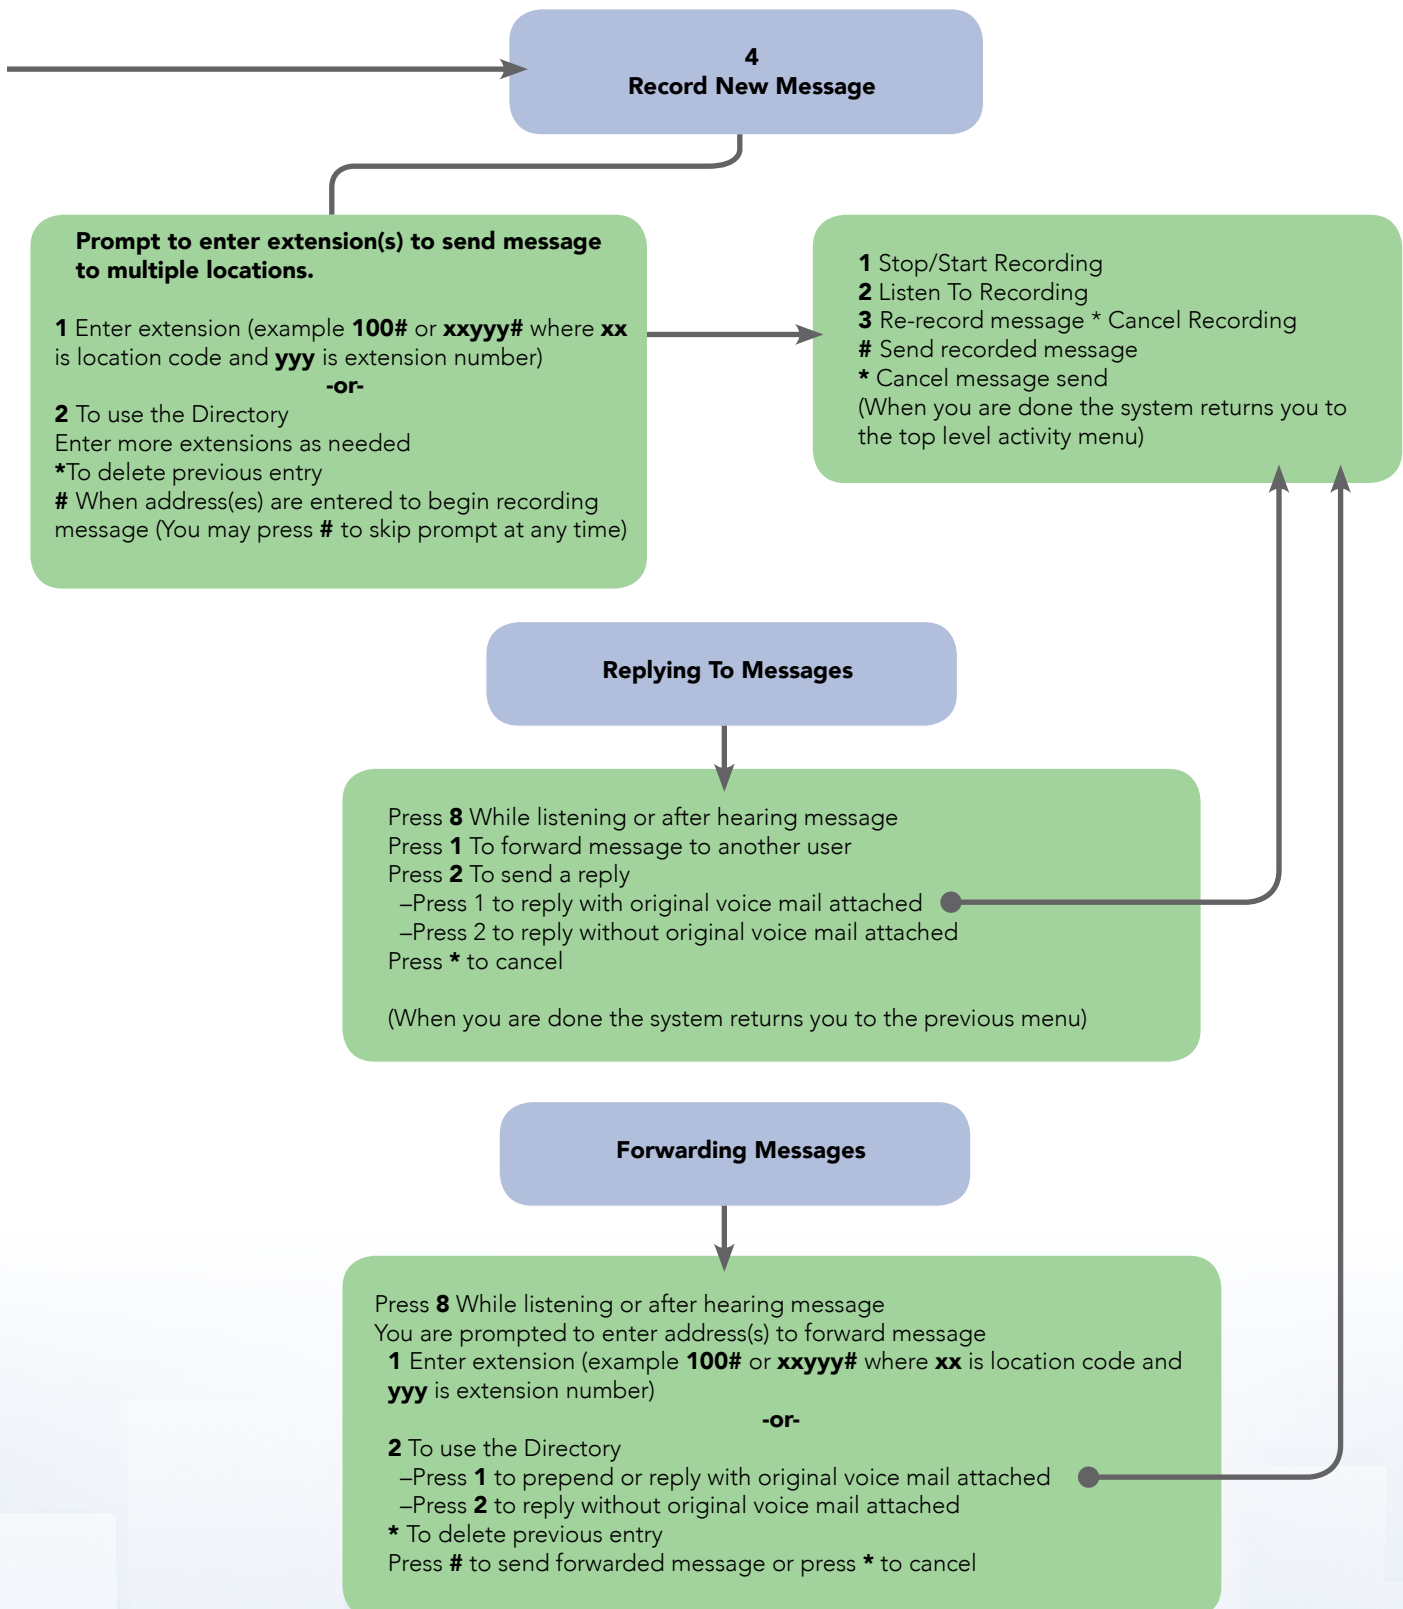 4
Record New Message
Prompt to enter extension(s) to send message
to multiple locations.
1 Enter extension (example 100# or xxyyy# where xx
is location code and yyy is extension number)
-or-
2 To use the Directory
Enter more extensions as needed
*To delete previous entry
# When address(es) are entered to begin recording
message (You may press # to skip prompt at any time)
1 Stop/Start Recording
2 Listen To Recording
3 Re-record message * Cancel Recording
# Send recorded message
* Cancel message send
(When you are done the system returns you to
the top level activity menu)
Replying To Messages
Press 8 While listening or after hearing message
Press 1 To forward message to another user
Press 2 To send a reply
–Press 1 to reply with original voice mail attached
–Press 2 to reply without original voice mail attached
Press * to cancel
(When you are done the system returns you to the previous menu)
Forwarding Messages
Press 8 While listening or after hearing message
You are prompted to enter address(s) to forward message
1 Enter extension (example 100# or xxyyy# where xx is location code and
yyy is extension number)
-or-
2 To use the Directory
–Press 1 to prepend or reply with original voice mail attached
–Press 2 to reply without original voice mail attached
* To delete previous entry
Press # to send forwarded message or press * to cancel